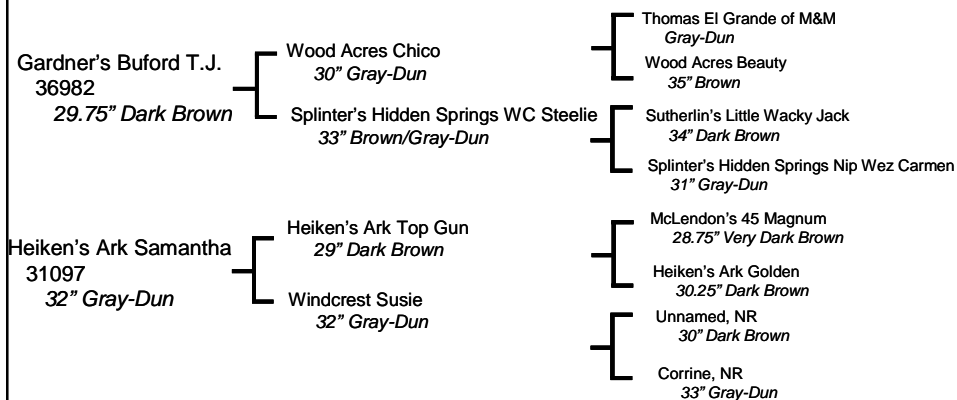 Gardner’s Buford T.J.
36982
29.75” Dark Brown
Wood Acres Chico
30” Gray-Dun
Splinter’s Hidden Springs WC Steelie
33” Brown/Gray-Dun
Thomas El Grande of M&M
Gray-Dun
Wood Acres Beauty
35” Brown
Sutherlin’s Little Wacky Jack
34” Dark Brown
Splinter’s Hidden Springs Nip Wez Carmen
31” Gray-Dun
Heiken’s Ark Samantha
31097
32” Gray-Dun
Heiken’s Ark Top Gun
29” Dark Brown
Windcrest Susie
32” Gray-Dun
McLendon’s 45 Magnum
28.75” Very Dark Brown
Heiken’s Ark Golden
30.25” Dark Brown
Unnamed, NR
30” Dark Brown
Corrine, NR
33” Gray-Dun